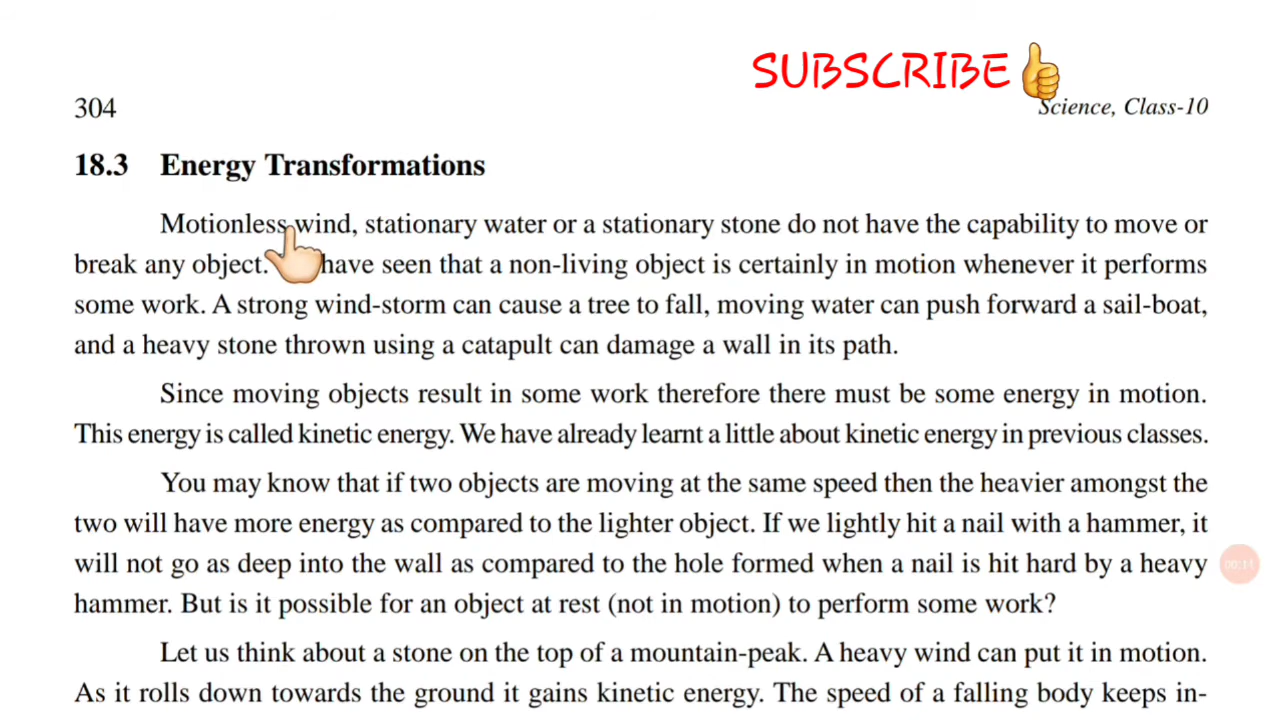 SUBSCRIBE
304
Science, Class-10
18.3 Energy Transformations
Motionless wind, stationary water or a stationary stone do not have the capability to move or
break any object. have seen that a non-living object is certainly in motion whenever it performs
some work. A strong wind-storm can cause a tree to fall, moving water can push forward a sail-boat,
and a heavy stone thrown using a catapult can damage a wall in its path.
Since moving objects result in some work therefore there must be some energy in motion.
This energy is called kinetic energy. We have already learnt a little about kinetic energy in previous classes.
You may know that if two objects are moving at the same speed then the heavier amongst the
two will have more energy as compared to the lighter object. If we lightly hit a nail with a hammer, it
will not go as deep into the wall as compared to the hole formed when a nail is hit hard by a heavy
hammer. But is it possible for an object at rest (not in motion) to perform some work?
Let us think about a stone on the top of a mountain-peak. A heavy wind can put it in motion.
As it rolls down towards the ground it gains kinetic energy. The speed of a falling body keeps in-